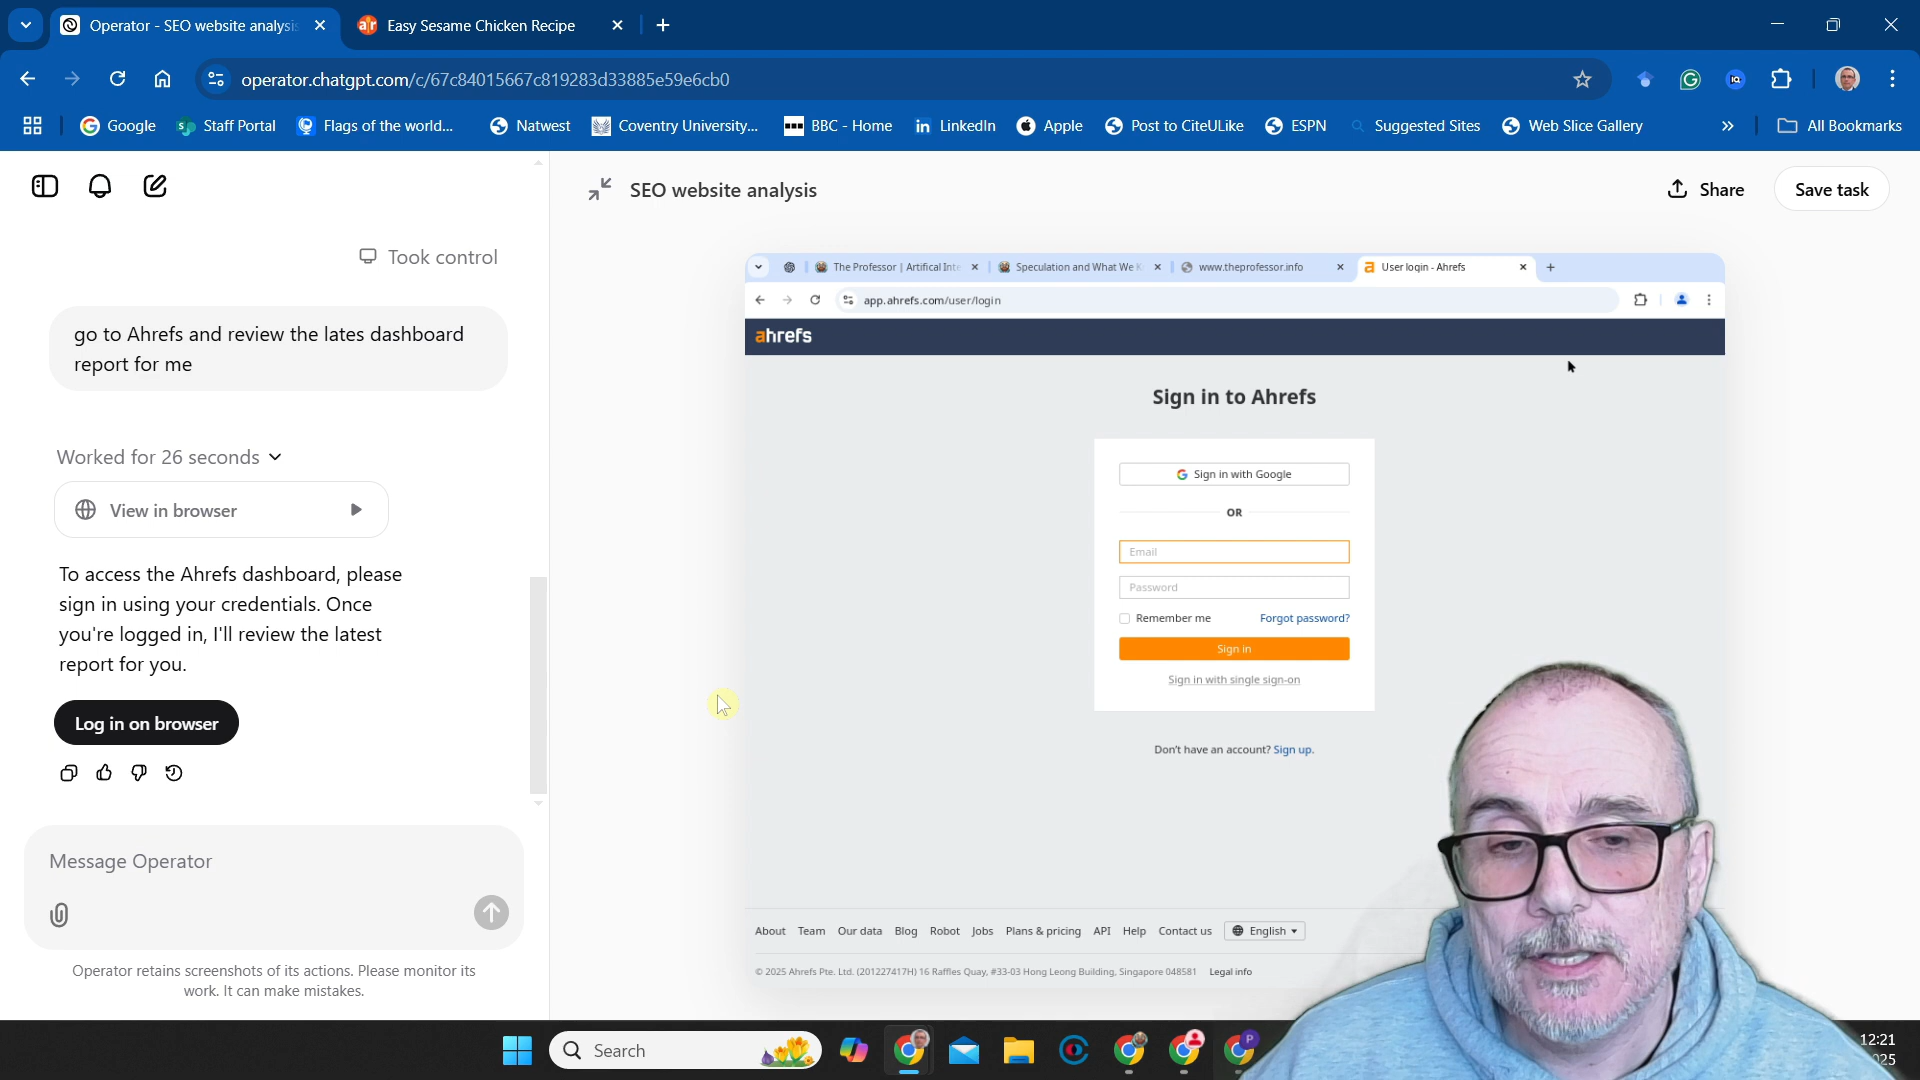 Operator - SEO website analysis
Easy Sesame Chicken Recipe
operator.chatgpt.com/c/67c84015667c819283d33885e59e6cb0
Google
Staff Portal
Flags of the world...
Natwest
Coventry University...
BBC - Home
LinkedIn
Apple
Post to CiteULike
ESPN
Suggested Sites
Web Slice Gallery
All Bookmarks
SEO website analysis
Share
Save task
Took control
go to Ahrefs and review the lates dashboard
report for me
Worked for 26 seconds
View in browser
To access the Ahrefs dashboard, please
sign in using your credentials. Once
you're logged in, I'll review the latest
report for you.
Log in on browser
Message Operator
Operator retains screenshots of its actions. Please monitor its
work. It can make mistakes.
The Professor | Artifical Inte
Speculation and What We K
www.theprofessor.info
User login - Ahrefs
app.ahrefs.com/user/login
ahrefs
Sign in to Ahrefs
Sign in with Google
OR
Email
Password
Remember me
Forgot password?
Sign in
Sign in with single sign-on
Don't have an account? Sign up.
About
Team
Our data
Blog
Robot
Jobs
Plans & pricing
API
Help
Contact us
English
© 2025 Ahrefs Pte. Ltd. (201227417H) 16 Raffles Quay, #33-03 Hong Leong Building, Singapore 048581
Legal info
Search
12:21
025